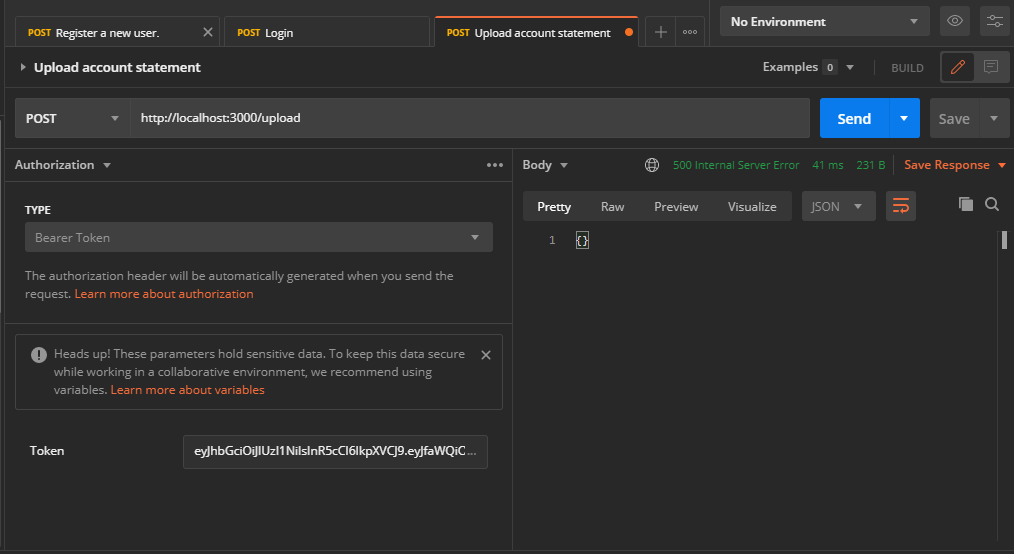 POST Register a new user.
POST Login
POST Upload account statement
No Environment
Upload account statement
Examples 0
BUILD
POST
http://localhost:3000/upload
Send
Save
Authorization
Body
500 Internal Server Error 41 ms 231 B
Save Response
TYPE
Bearer Token
The authorization header will be automatically generated when you send the
request. Learn more about authorization
Pretty Raw Preview Visualize JSON
1 {}
Heads up! These parameters hold sensitive data. To keep this data secure
while working in a collaborative environment, we recommend using
variables. Learn more about variables
Token
eyJhbGciOiJIUzI1NiIsInR5cCI6IkpXVCJ9.eyJfaWQiO...